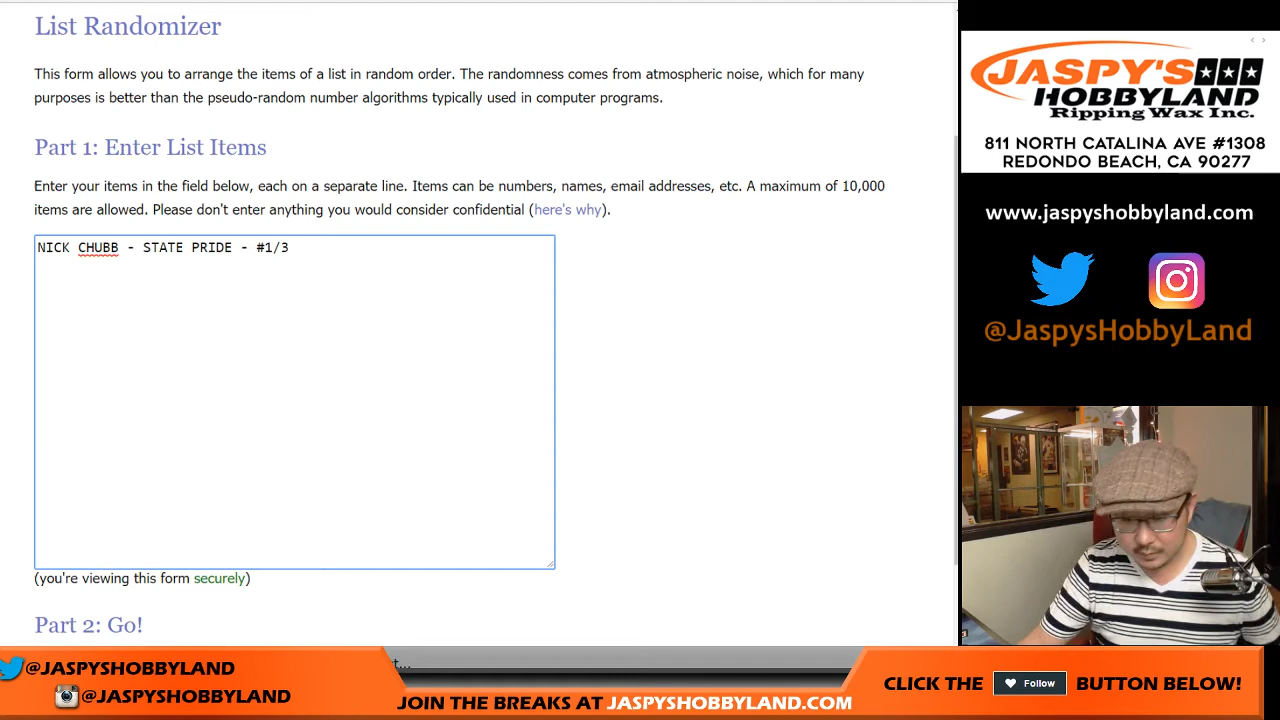 List Randomizer
This form allows you to arrange the items of a list in random order. The randomness comes from atmospheric noise, which for many
purposes is better than the pseudo-random number algorithms typically used in computer programs.
Part 1: Enter List Items
Enter your items in the field below, each on a separate line. Items can be numbers, names, email addresses, etc. A maximum of 10,000
items are allowed. Please don't enter anything you would consider confidential (here's why).
NICK CHUBB - STATE PRIDE - #1/3
(you're viewing this form securely)
Part 2: Go!
JASPY'S
HOBBYLAND
Ripping Wax Inc.
811 NORTH CATALINA AVE #1308
REDONDO BEACH, CA 90277
www.jaspyshobbyland.com
@JaspysHobbyLand
@JASPYSHOBBYLAND
@JASPYSHOBBYLAND
JOIN THE BREAKS AT JASPYSHOBBYLAND.COM
CLICK THE Follow BUTTON BELOW!